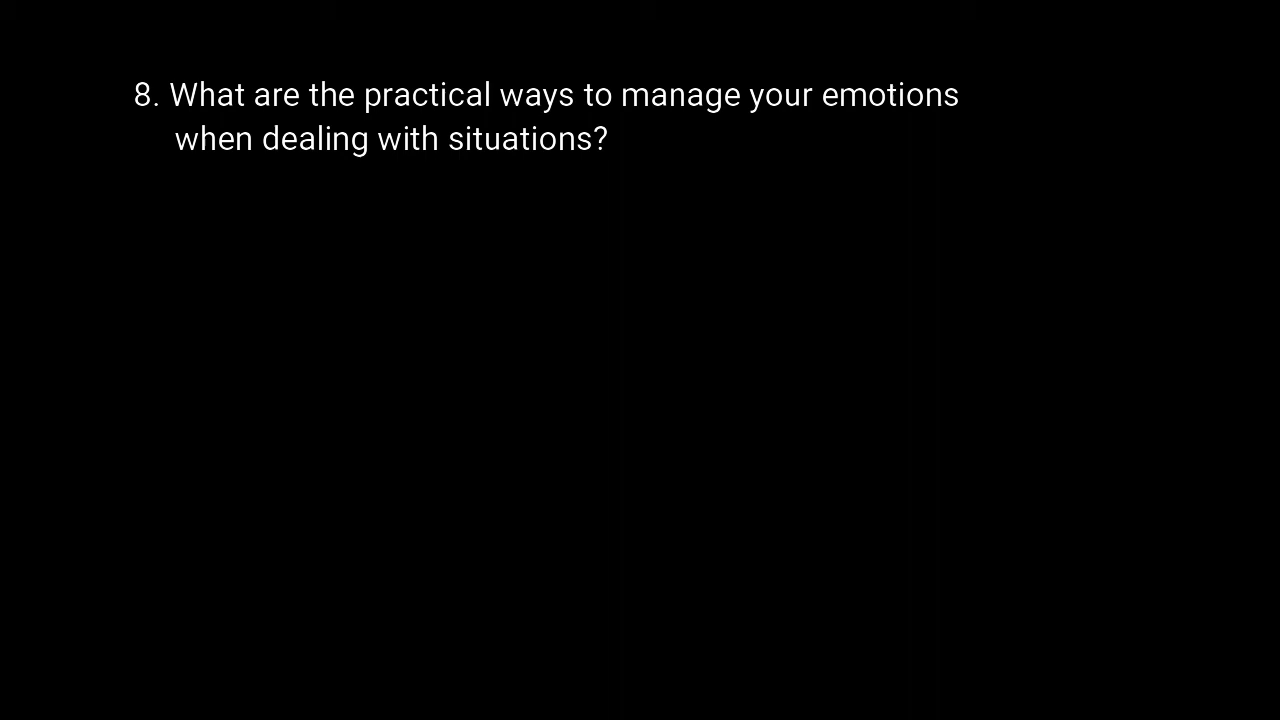 8. What are the practical ways to manage your emotions
when dealing with situations?